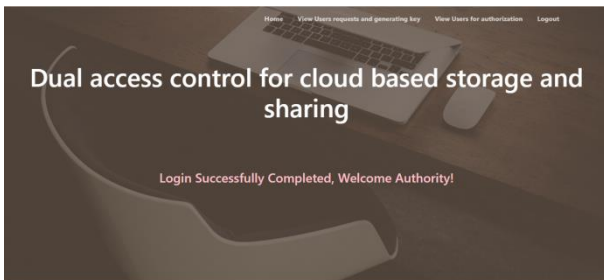 Home View Users requests and generating key View Users for authorization Logout
Dual access control for cloud based storage and
sharing
Login Successfully Completed, Welcome Authority!